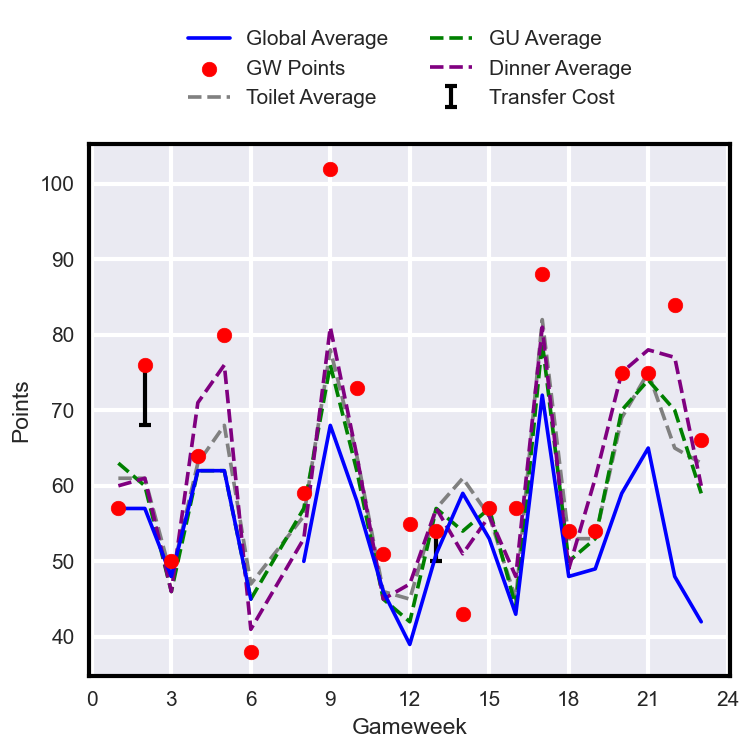 Global Average
GW Points
Toilet Average
GU Average
Dinner Average
Transfer Cost
100
90
80
70
60
50
40
Points
0 3 6 9 12 15 18 21 24
Gameweek